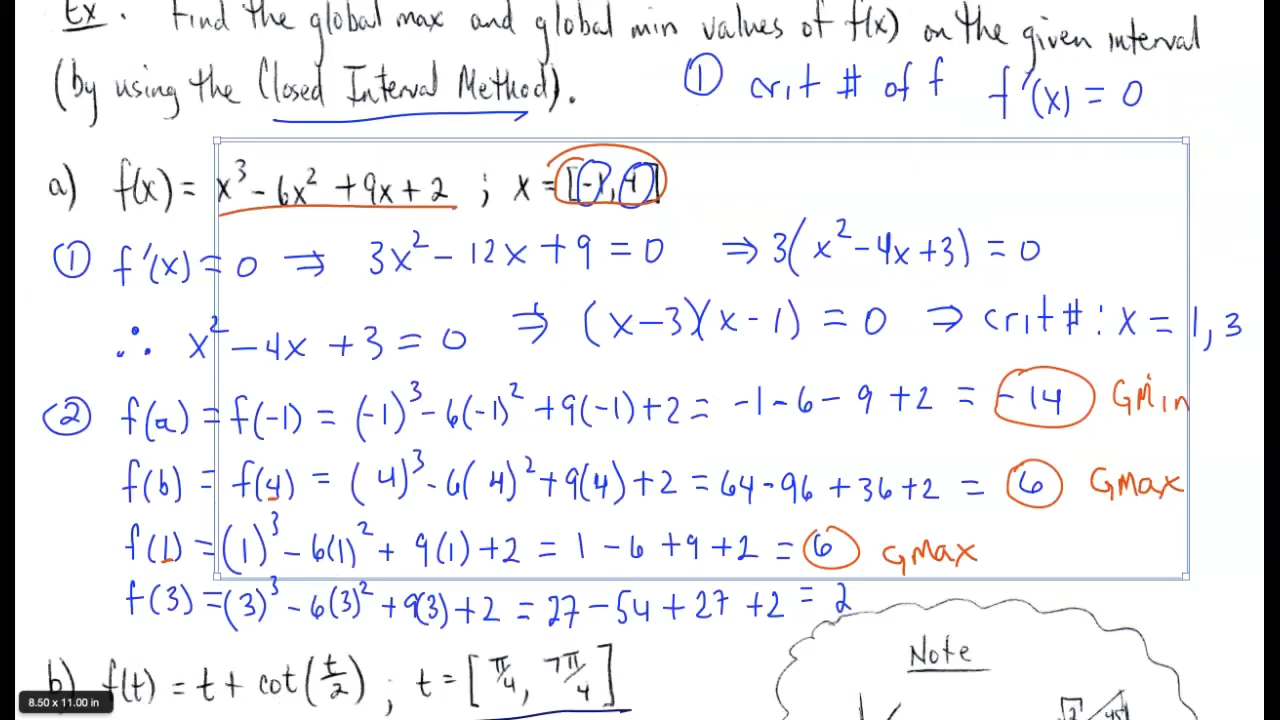 Ex. Find the global max and global min values of f(x) on the given interval
(by using the Closed Interval Method). ① crit # of f f'(x) = 0
a) f(x) = x³ - 6x² + 9x + 2 ; x = [-1, 4]
① f'(x) = 0 ⇒ 3x² - 12x + 9 = 0 ⇒ 3(x² - 4x + 3) = 0
∴ x² - 4x + 3 = 0 ⇒ (x - 3)(x - 1) = 0 ⇒ crit # : x = 1, 3
② f(a) = f(-1) = (-1)³ - 6(-1)² + 9(-1) + 2 = -1 - 6 - 9 + 2 = -14 GMin
f(b) = f(4) = (4)³ - 6(4)² + 9(4) + 2 = 64 - 96 + 36 + 2 = 6 GMax
f(1) = (1)³ - 6(1)² + 9(1) + 2 = 1 - 6 + 9 + 2 = 6 GMax
f(3) = (3)³ - 6(3)² + 9(3) + 2 = 27 - 54 + 27 + 2 = 2
Note
b) f(t) = t + cot(t/2) ; t = [π/4, 7π/4]
8.50 x 11.00 in